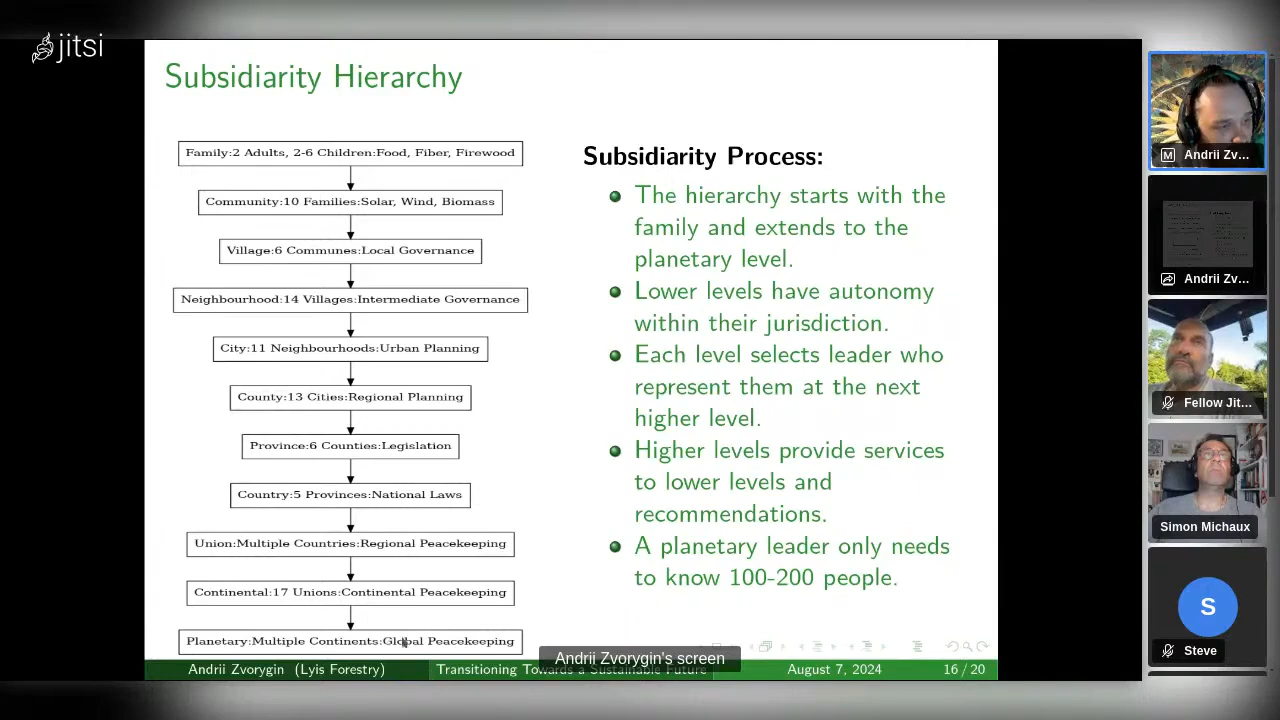 jitsi
Subsidiarity Hierarchy
Family:2 Adults, 2-6 Children:Food, Fiber, Firewood
Community:10 Families:Solar, Wind, Biomass
Village:6 Communes:Local Governance
Neighbourhood:14 Villages:Intermediate Governance
City:11 Neighbourhoods:Urban Planning
County:13 Cities:Regional Planning
Province:6 Counties:Legislation
Country:5 Provinces:National Laws
Union:Multiple Countries:Regional Peacekeeping
Continental:17 Unions:Continental Peacekeeping
Planetary:Multiple Continents:Global Peacekeeping
Subsidiarity Process:
The hierarchy starts with the
family and extends to the
planetary level.
Lower levels have autonomy
within their jurisdiction.
Each level selects leader who
represent them at the next
higher level.
Higher levels provide services
to lower levels and
recommendations.
A planetary leader only needs
to know 100-200 people.
Andrii Zvorygin's screen
Andrii Zvorygin (Lyis Forestry)
Transitioning Towards a Sustainable Future
August 7, 2024
16 / 20
M
Andrii Zv...
Andrii Zv...
Fellow Jit...
Simon Michaux
S
Steve